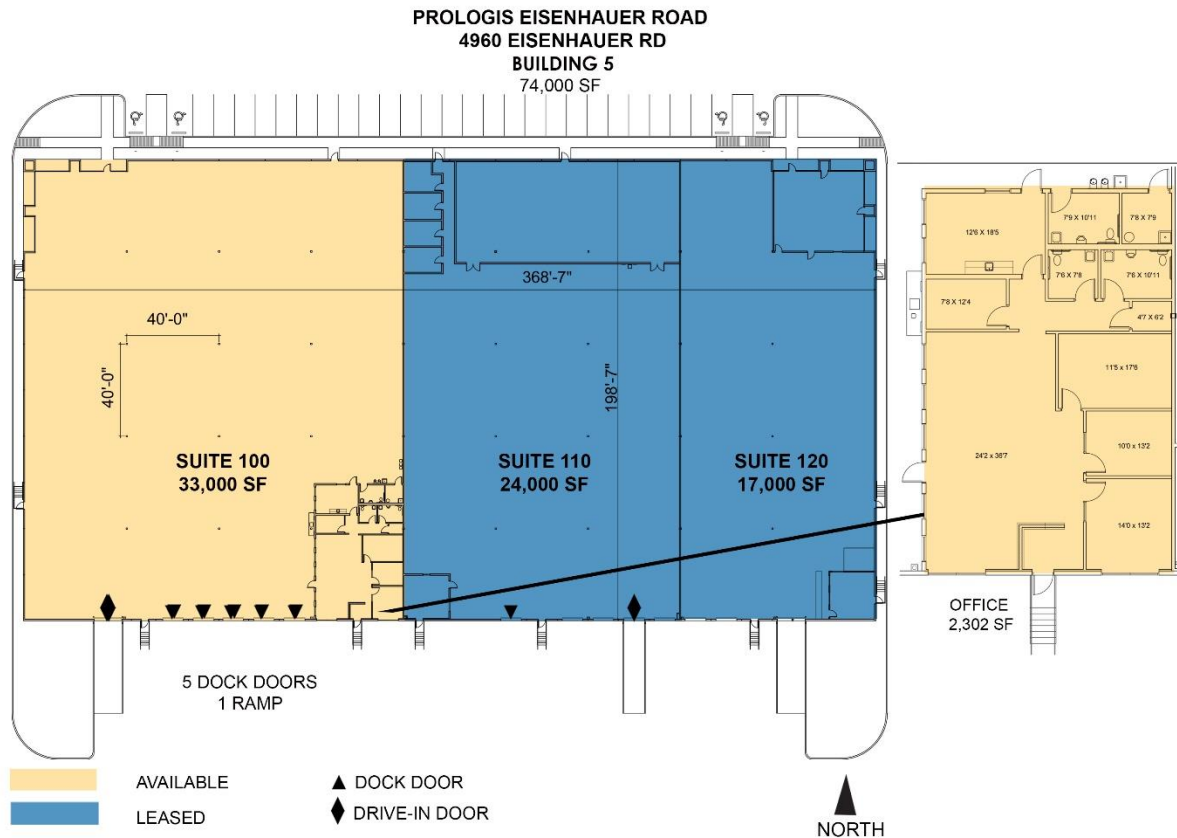 PROLOGIS EISENHAUER ROAD
4960 EISENHAUER RD
BUILDING 5
74,000 SF
368'-7"
40'-0"
40'-0"
198'-7"
SUITE 100
33,000 SF
SUITE 110
24,000 SF
SUITE 120
17,000 SF
12'6 X 18'5
7'9 X 10'11
7'8 X 7'9
7'6 X 7'8
7'6 X 10'11
7'8 X 12'4
4'7 X 6'2
11'5 x 17'8
10'0 x 13'2
24'2 x 36'7
14'0 x 13'2
OFFICE
2,302 SF
5 DOCK DOORS
1 RAMP
AVAILABLE
LEASED
DOCK DOOR
DRIVE-IN DOOR
NORTH